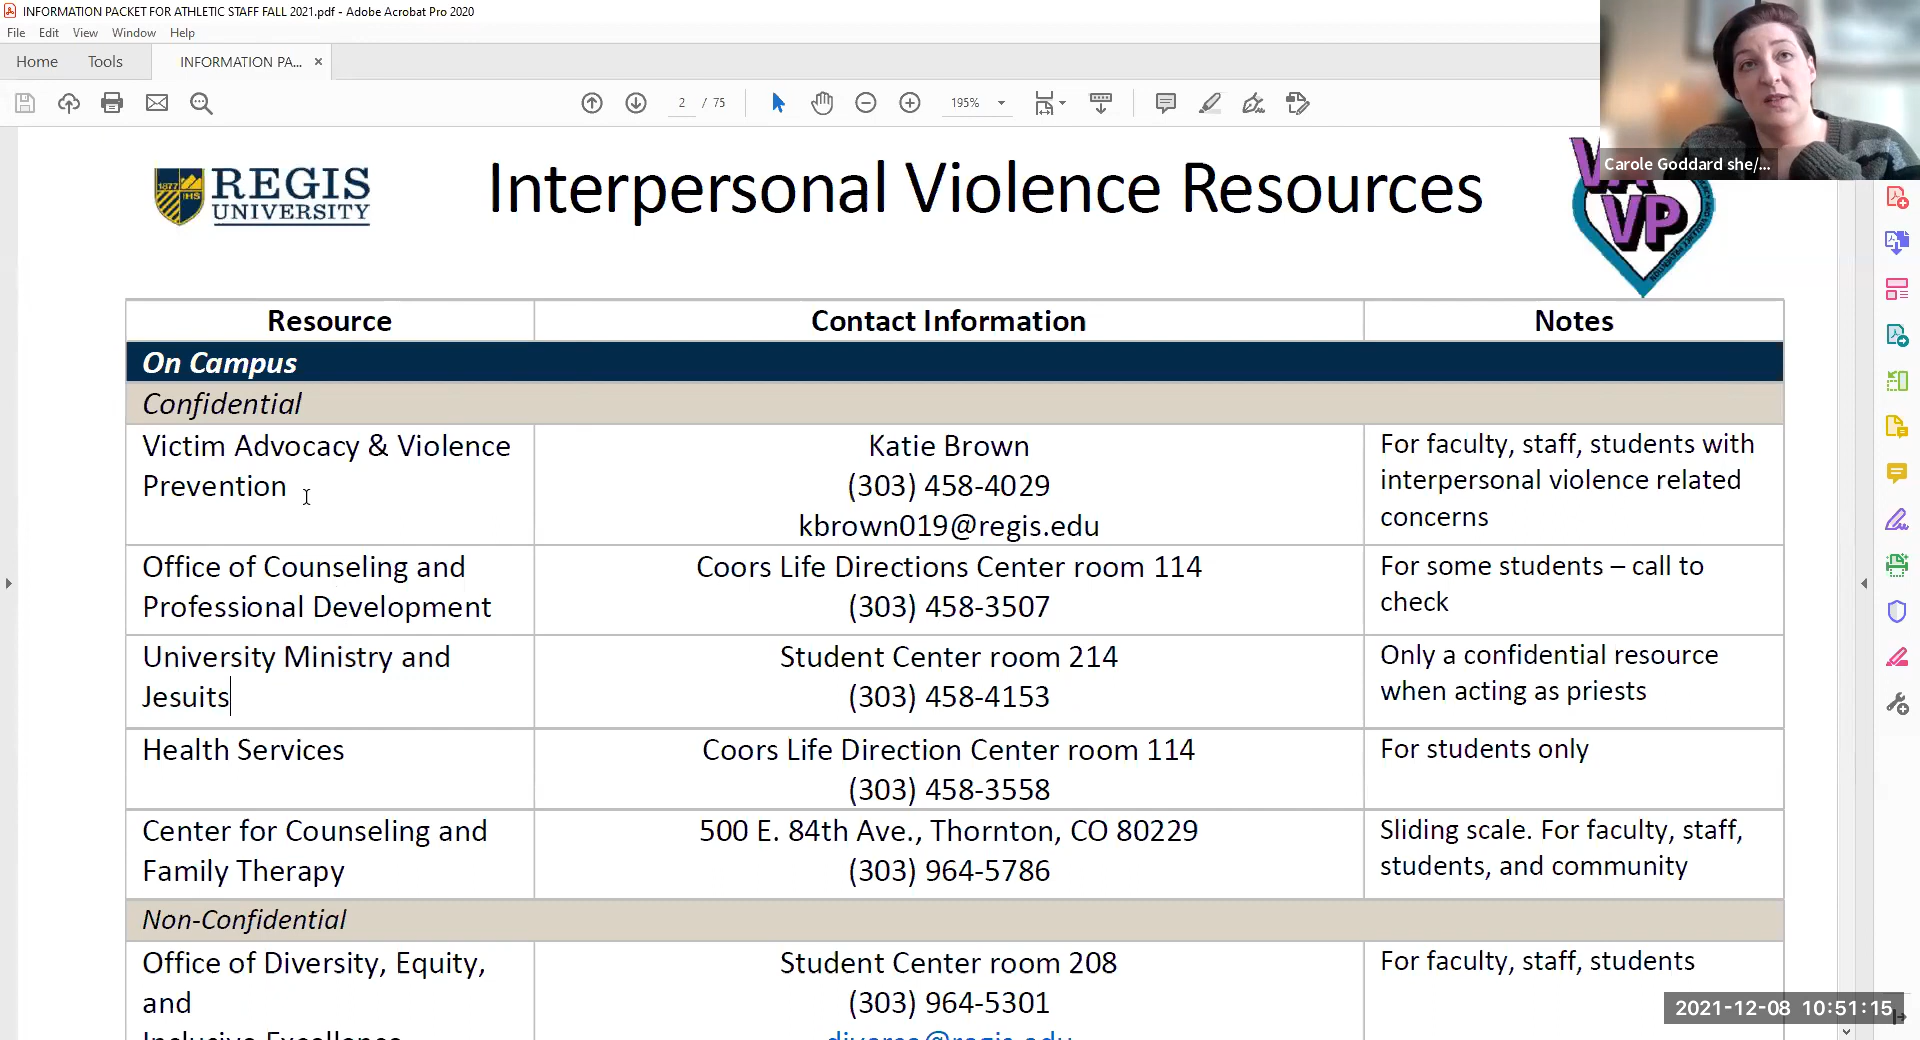 INFORMATION PACKET FOR ATHLETIC STAFF FALL 2021.pdf - Adobe Acrobat Pro 2020
File Edit View Window Help
Home Tools INFORMATION PA... ×
2 / 75 195%
Carole Goddard she/...
1877
IHS
REGIS
UNIVERSITY
Interpersonal Violence Resources
VA
VP
Resource Contact Information Notes
On Campus
Confidential
Victim Advocacy & Violence
Prevention
Katie Brown
(303) 458-4029
kbrown019@regis.edu
For faculty, staff, students with
interpersonal violence related
concerns
Office of Counseling and
Professional Development
Coors Life Directions Center room 114
(303) 458-3507
For some students – call to
check
University Ministry and
Jesuits
Student Center room 214
(303) 458-4153
Only a confidential resource
when acting as priests
Health Services
Coors Life Direction Center room 114
(303) 458-3558
For students only
Center for Counseling and
Family Therapy
500 E. 84th Ave., Thornton, CO 80229
(303) 964-5786
Sliding scale. For faculty, staff,
students, and community
Non-Confidential
Office of Diversity, Equity,
and
Inclusive Excellence
Student Center room 208
(303) 964-5301
diverse@regis.edu
For faculty, staff, students
2021-12-08 10:51:15